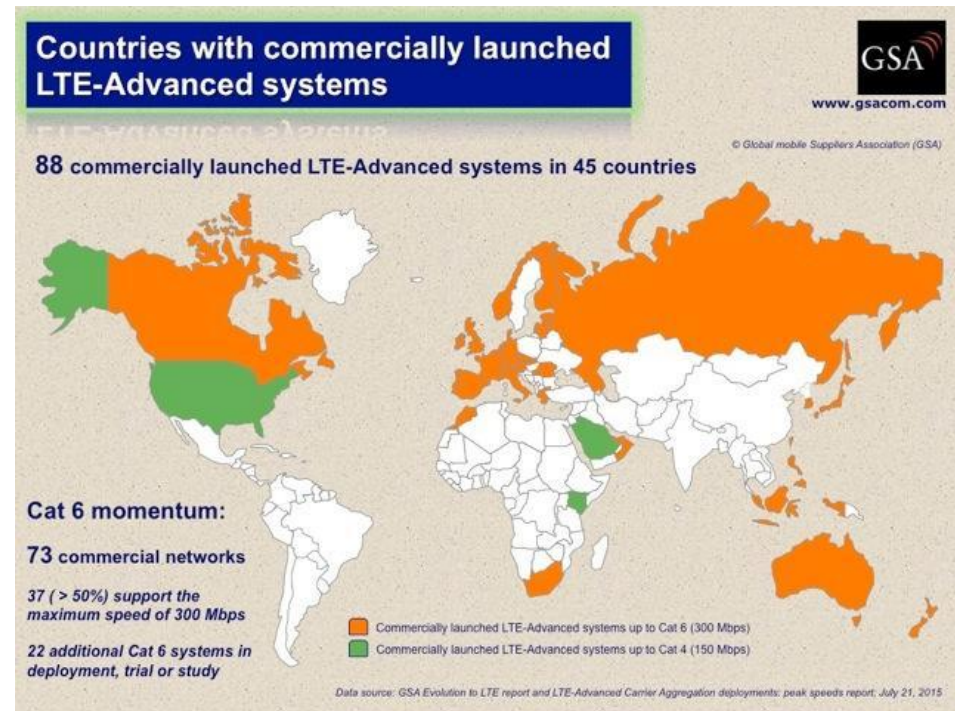 Countries with commercially launched
LTE-Advanced systems
GSA
www.gsacom.com
© Global mobile Suppliers Association (GSA)
88 commercially launched LTE-Advanced systems in 45 countries
Cat 6 momentum:
73 commercial networks
37 ( > 50%) support the
maximum speed of 300 Mbps
22 additional Cat 6 systems in
deployment, trial or study
Commercially launched LTE-Advanced systems up to Cat 6 (300 Mbps)
Commercially launched LTE-Advanced systems up to Cat 4 (150 Mbps)
Data source: GSA Evolution to LTE report and LTE-Advanced Carrier Aggregation deployments: peak speeds report: July 21, 2015